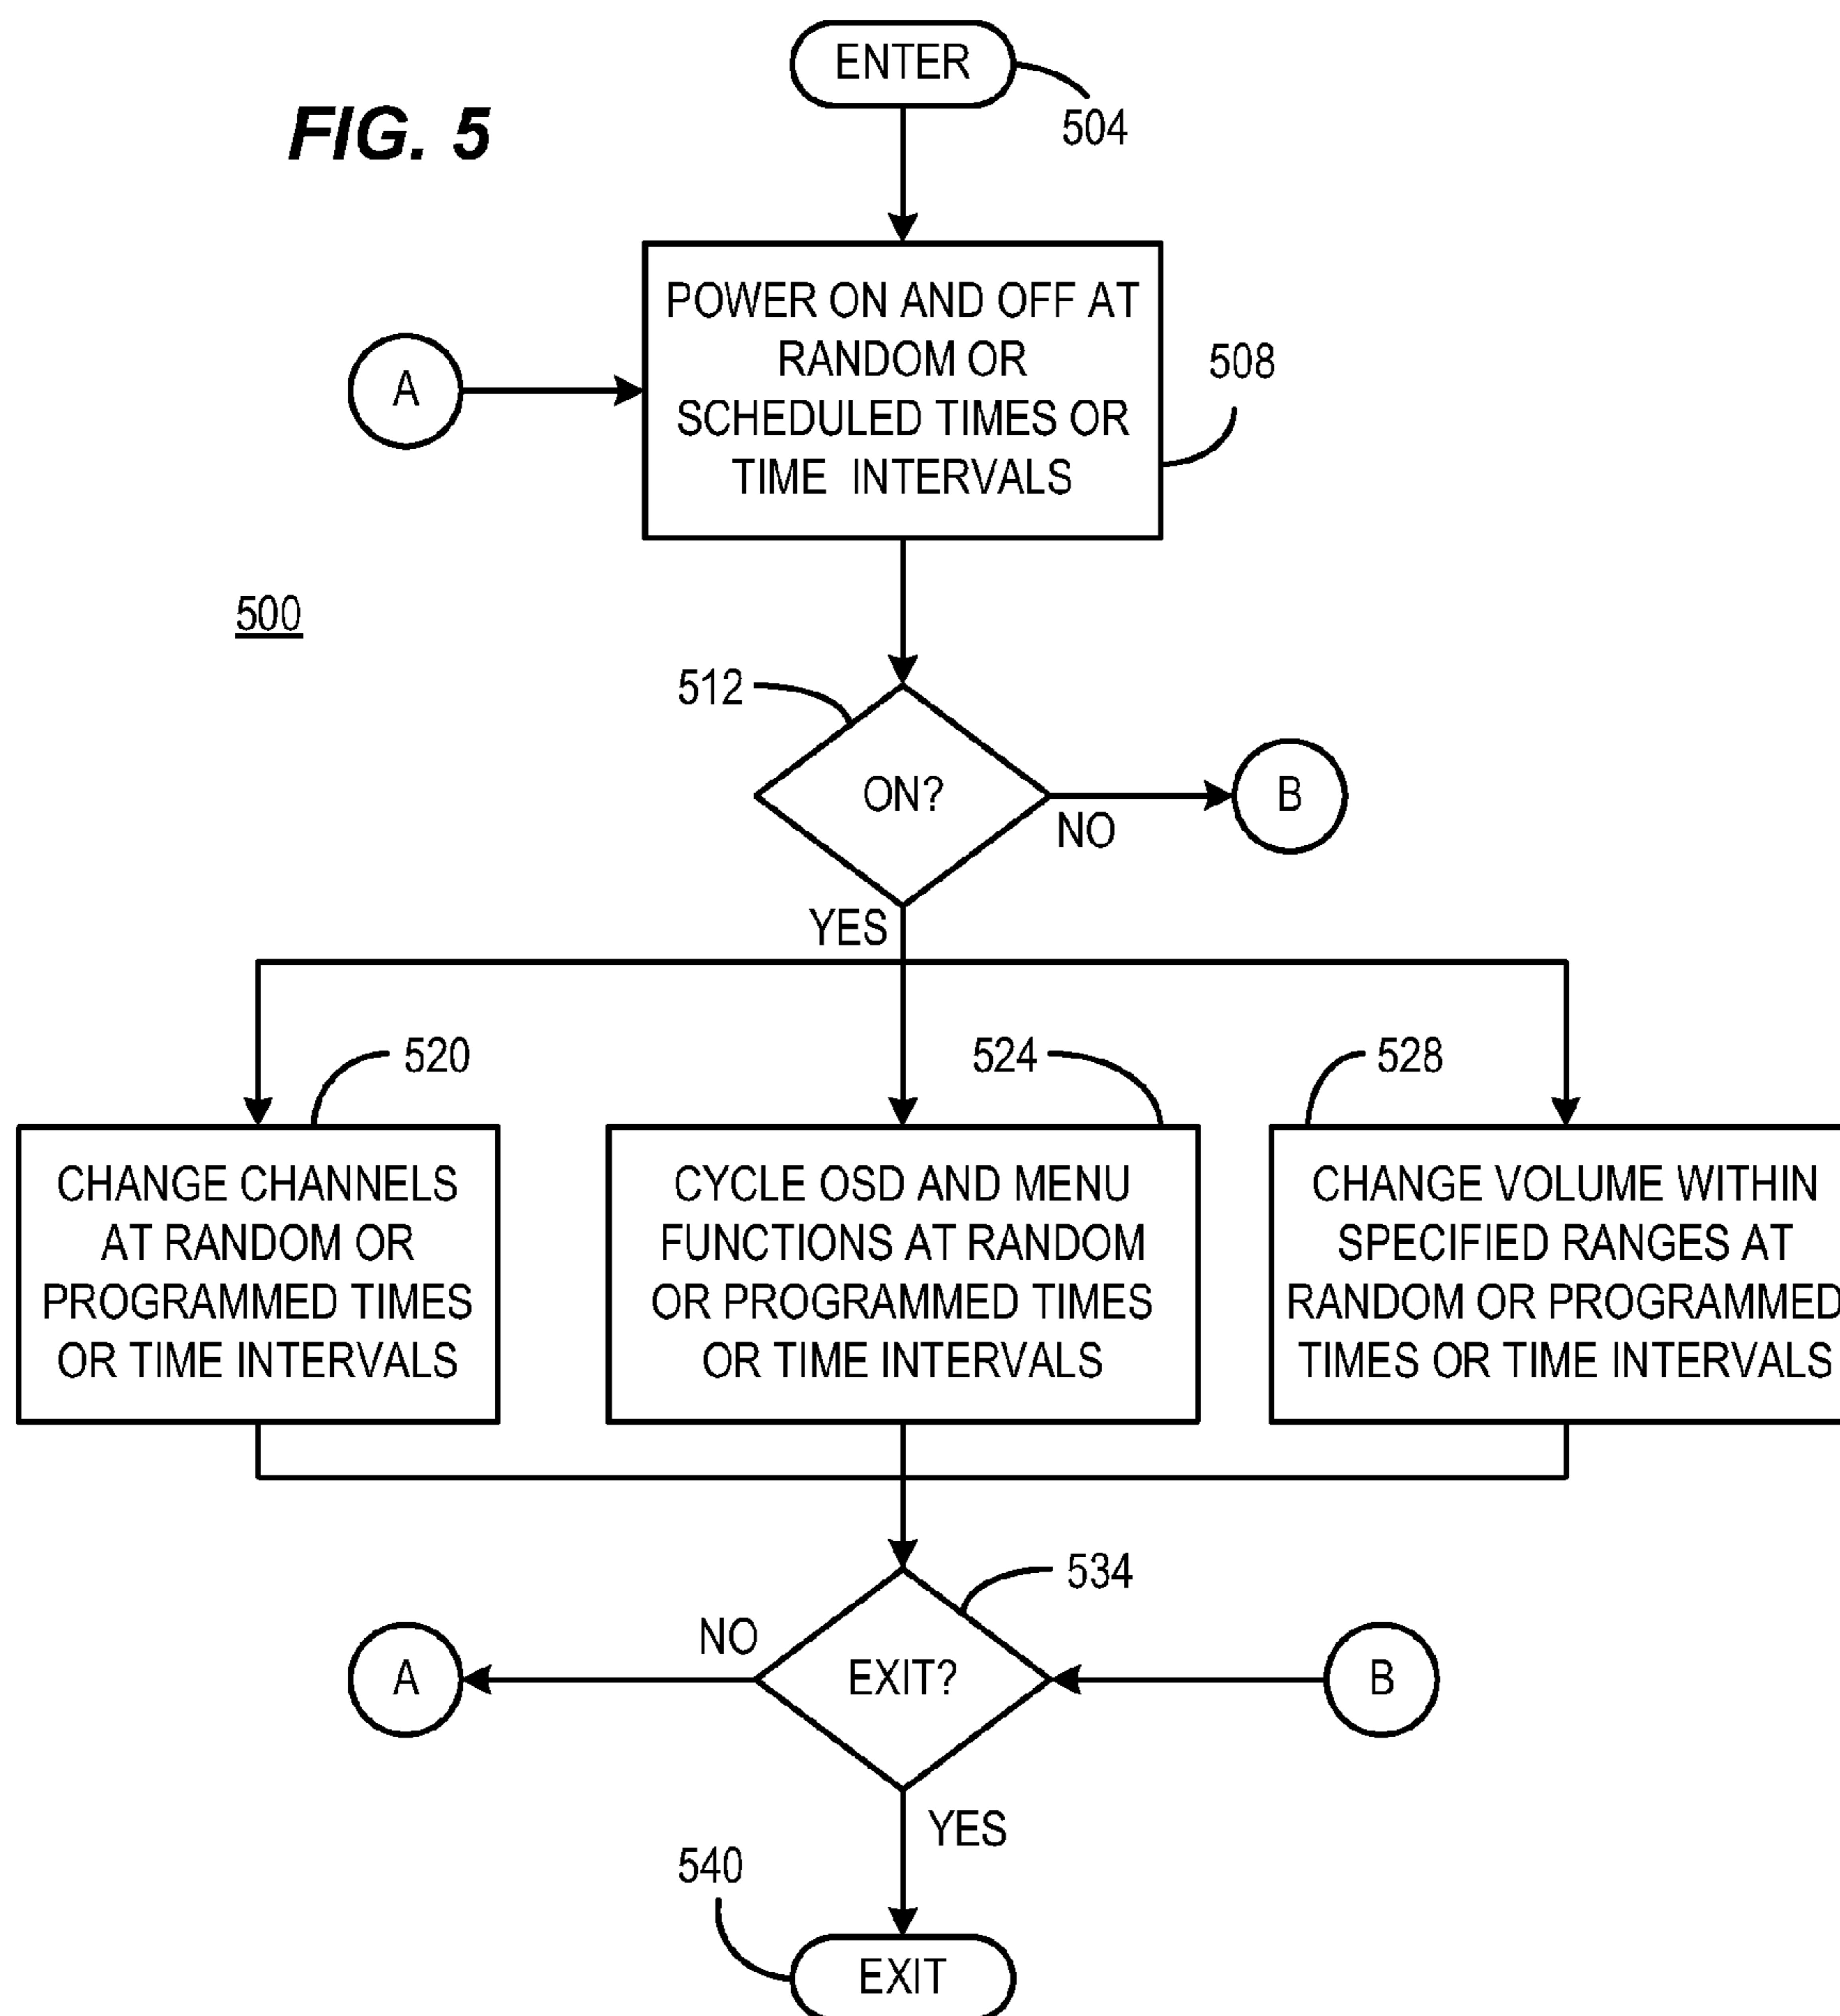 FIG. 5
ENTER
504
POWER ON AND OFF AT
RANDOM OR
SCHEDULED TIMES OR
TIME INTERVALS
508
A
500
512
ON?
NO
B
YES
520
524
528
CHANGE CHANNELS
AT RANDOM OR
PROGRAMMED TIMES
OR TIME INTERVALS
CYCLE OSD AND MENU
FUNCTIONS AT RANDOM
OR PROGRAMMED TIMES
OR TIME INTERVALS
CHANGE VOLUME WITHIN
SPECIFIED RANGES AT
RANDOM OR PROGRAMMED
TIMES OR TIME INTERVALS
534
NO
A
EXIT?
B
YES
540
EXIT